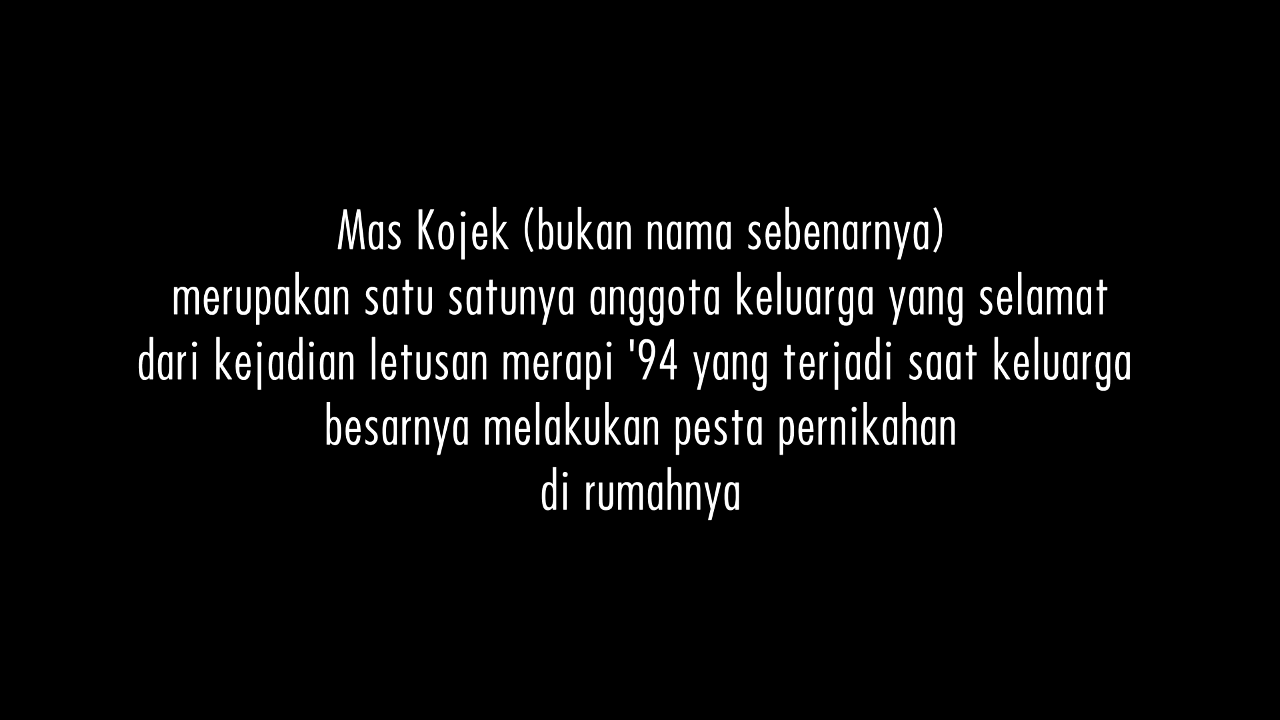 Mas Kojek (bukan nama sebenarnya)
merupakan satu satunya anggota keluarga yang selamat
dari kejadian letusan merapi '94 yang terjadi saat keluarga
besarnya melakukan pesta pernikahan
di rumahnya